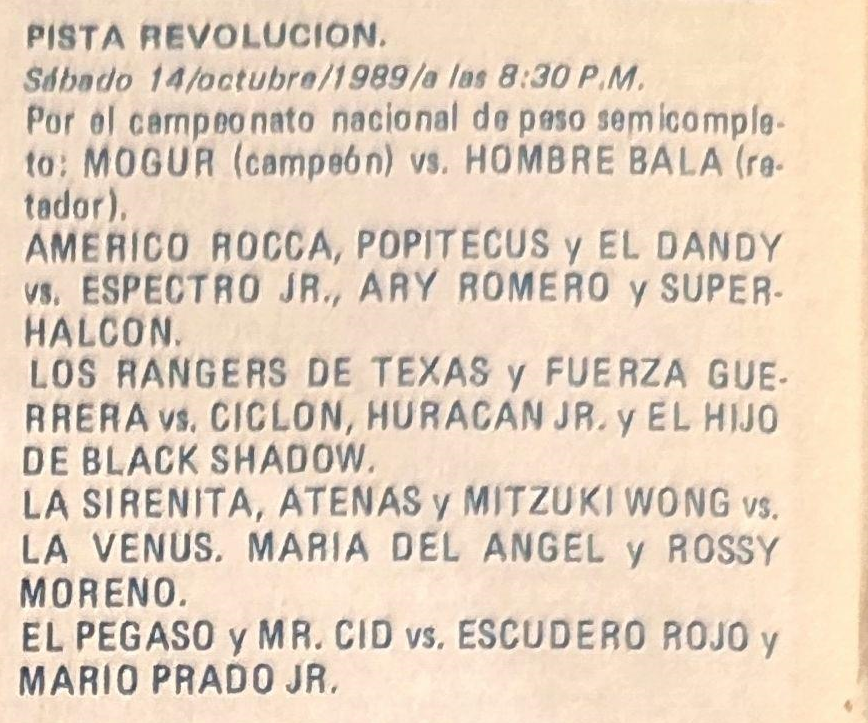 PISTA REVOLUCION.
Sábado 14/octubre/1989/a las 8:30 P.M.
Por el campeonato nacional de peso semicomple-
to: MOGUR (campeón) vs. HOMBRE BALA (re-
tador).
AMERICO ROCCA, POPITECUS y EL DANDY
vs. ESPECTRO JR., ARY ROMERO y SUPER-
HALCON.
LOS RANGERS DE TEXAS y FUERZA GUE-
RRERA vs. CICLON, HURACAN JR. y EL HIJO
DE BLACK SHADOW.
LA SIRENITA, ATENAS y MITZUKI WONG vs.
LA VENUS. MARIA DEL ANGEL y ROSSY
MORENO.
EL PEGASO y MR. CID vs. ESCUDERO ROJO y
MARIO PRADO JR.